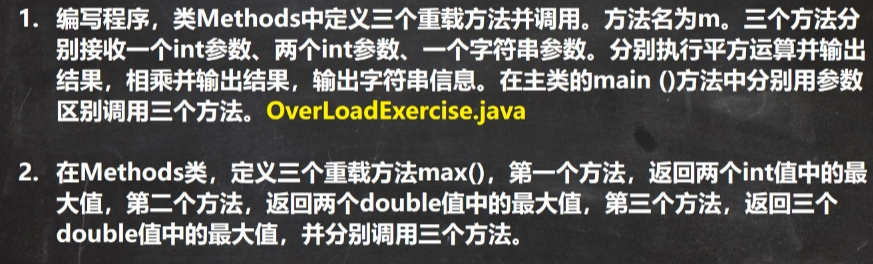 1. 编写程序，类Methods中定义三个重载方法并调用。方法名为m。三个方法分
别接收一个int参数、两个int参数、一个字符串参数。分别执行平方运算并输出
结果，相乘并输出结果，输出字符串信息。在主类的main ()方法中分别用参数
区别调用三个方法。OverLoadExercise.java
2. 在Methods类，定义三个重载方法max()，第一个方法，返回两个int值中的最
大值，第二个方法，返回两个double值中的最大值，第三个方法，返回三个
double值中的最大值，并分别调用三个方法。